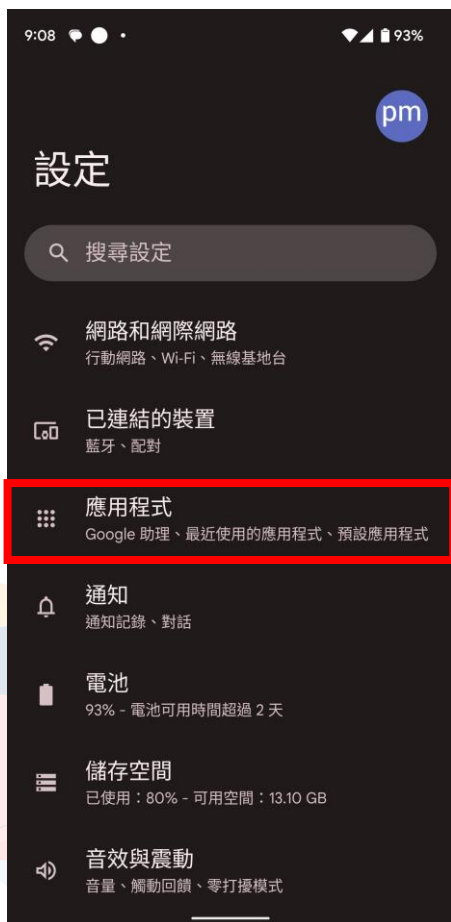 9:08
93%
pm
設定
搜尋設定
網路和網際網路
行動網路、Wi-Fi、無線基地台
已連結的裝置
藍牙、配對
應用程式
Google 助理、最近使用的應用程式、預設應用程式
通知
通知記錄、對話
電池
93% - 電池可用時間超過 2 天
儲存空間
已使用：80% - 可用空間：13.10 GB
音效與震動
音量、觸動回饋、零打擾模式